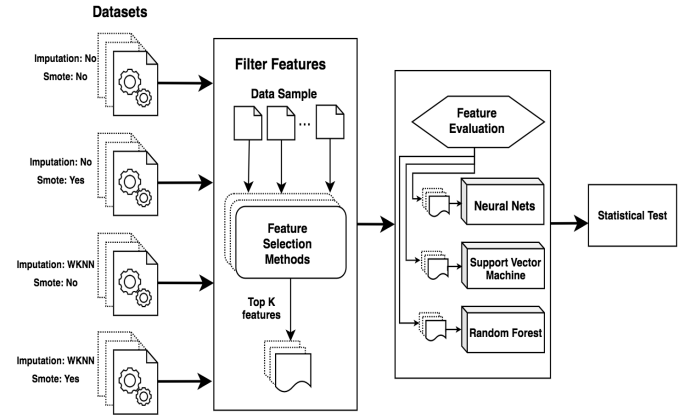 Datasets
Imputation: No
Smote: No
Imputation: No
Smote: Yes
Imputation: WKNN
Smote: No
Imputation: WKNN
Smote: Yes
Filter Features
Data Sample
...
Feature
Selection
Methods
Top K
features
Feature
Evaluation
Neural Nets
Support Vector
Machine
Random Forest
Statistical Test